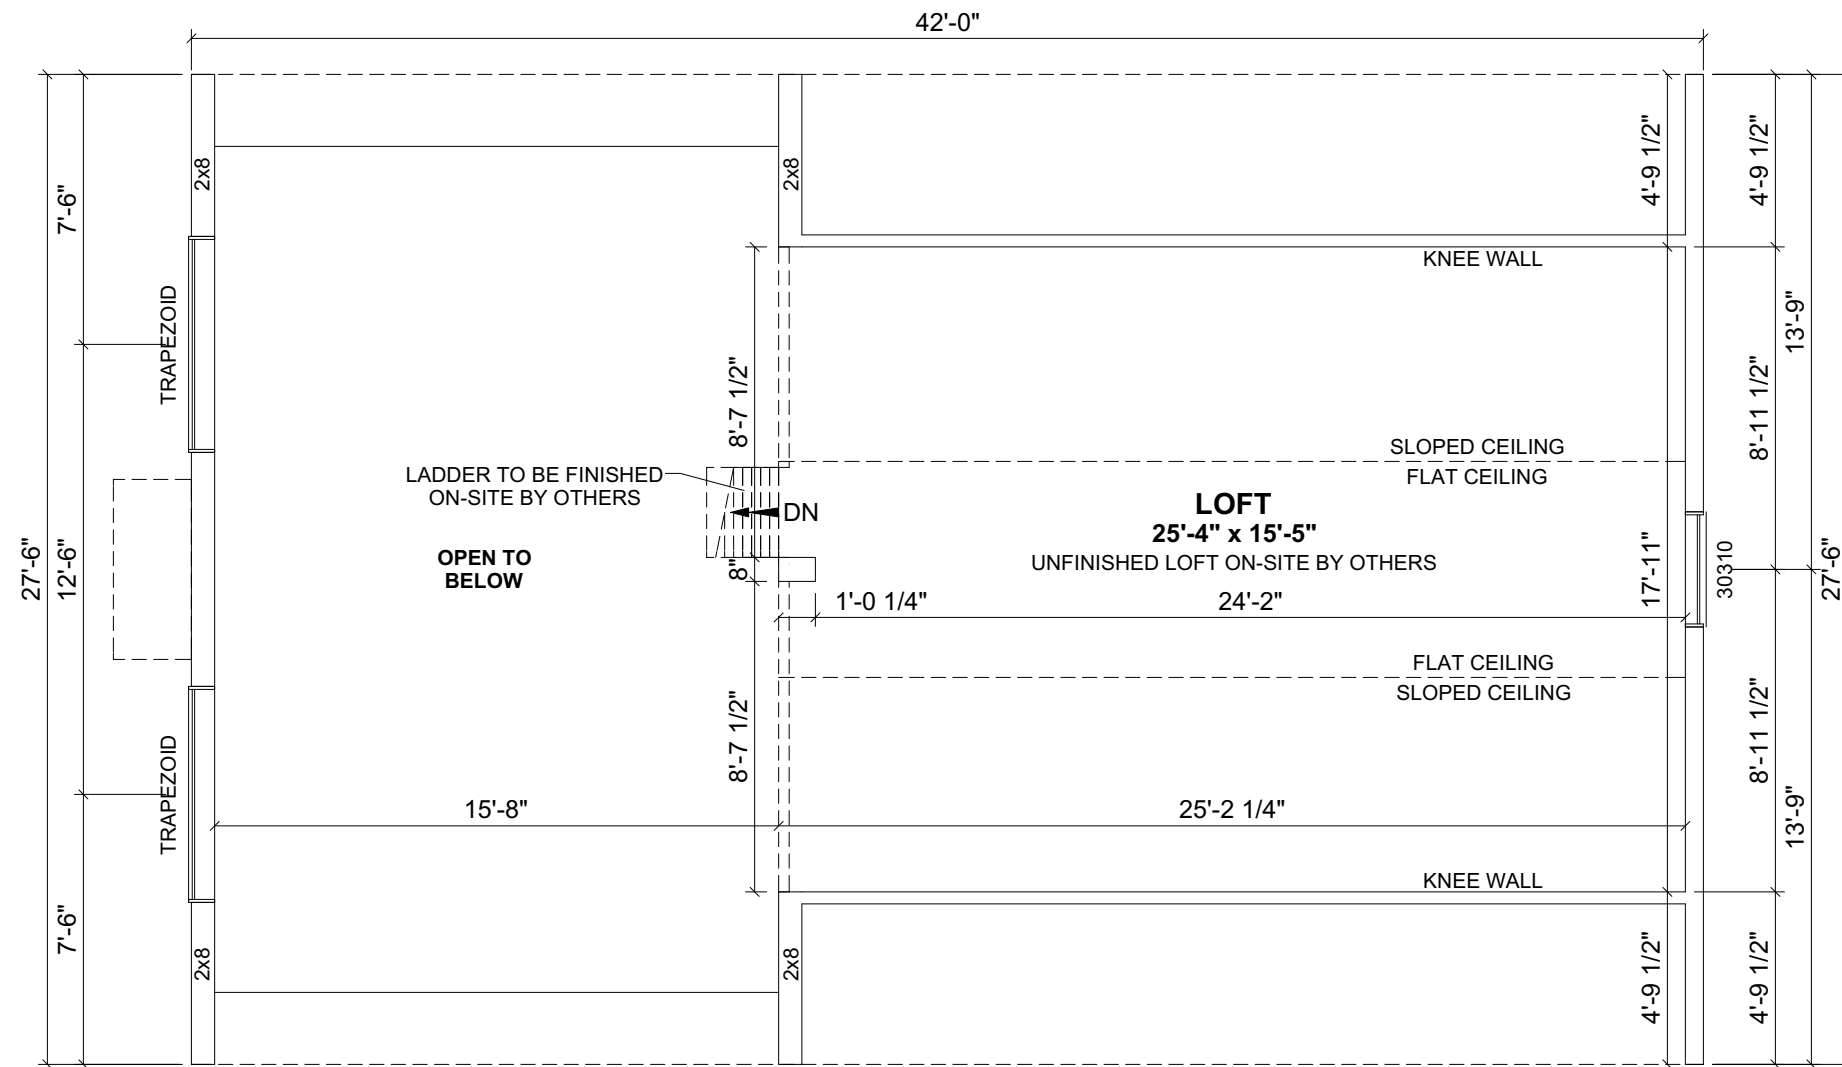 42'-0"
2x8
2x8
4'-9 1/2"
4'-9 1/2"
7'-6"
KNEE WALL
TRAPEZOID
13'-9"
8'-7 1/2"
8'-11 1/2"
SLOPED CEILING
FLAT CEILING
LADDER TO BE FINISHED
ON-SITE BY OTHERS
DN
LOFT
25'-4" x 15'-5"
UNFINISHED LOFT ON-SITE BY OTHERS
OPEN TO
BELOW
27'-6"
12'-6"
8"
17'-11"
30310
27'-6"
1'-0 1/4"
24'-2"
FLAT CEILING
SLOPED CEILING
8'-7 1/2"
8'-11 1/2"
TRAPEZOID
15'-8"
25'-2 1/4"
13'-9"
KNEE WALL
7'-6"
2x8
2x8
4'-9 1/2"
4'-9 1/2"